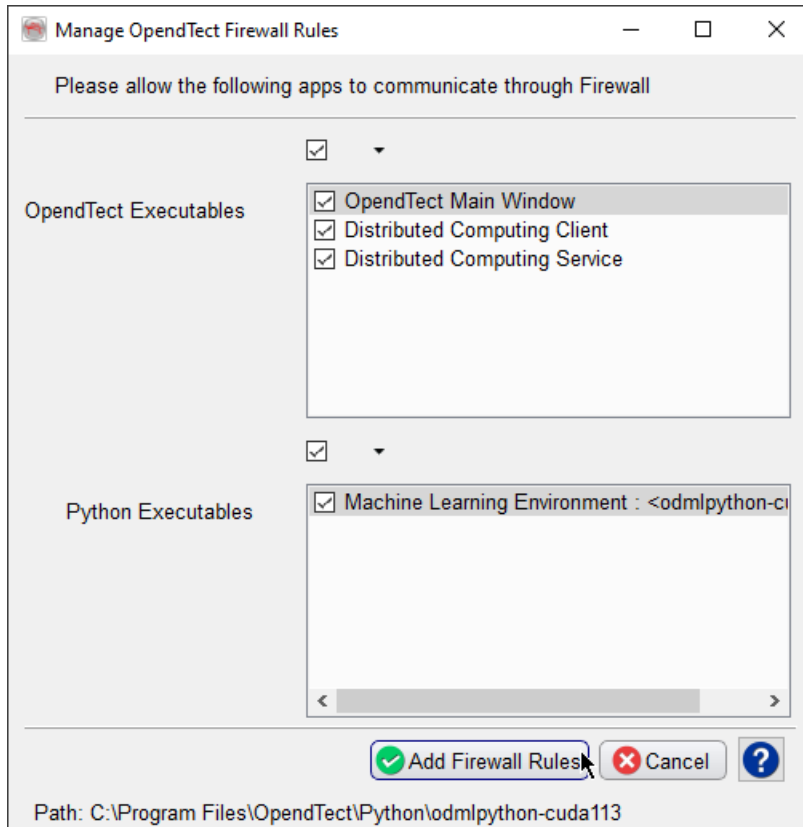 Manage OpendTect Firewall Rules
Please allow the following apps to communicate through Firewall
OpendTect Executables
OpendTect Main Window
Distributed Computing Client
Distributed Computing Service
Python Executables
Machine Learning Environment : <odmlpython-cu
Add Firewall Rules
Cancel
?
Path: C:\Program Files\OpendTect\Python\odmlpython-cuda113